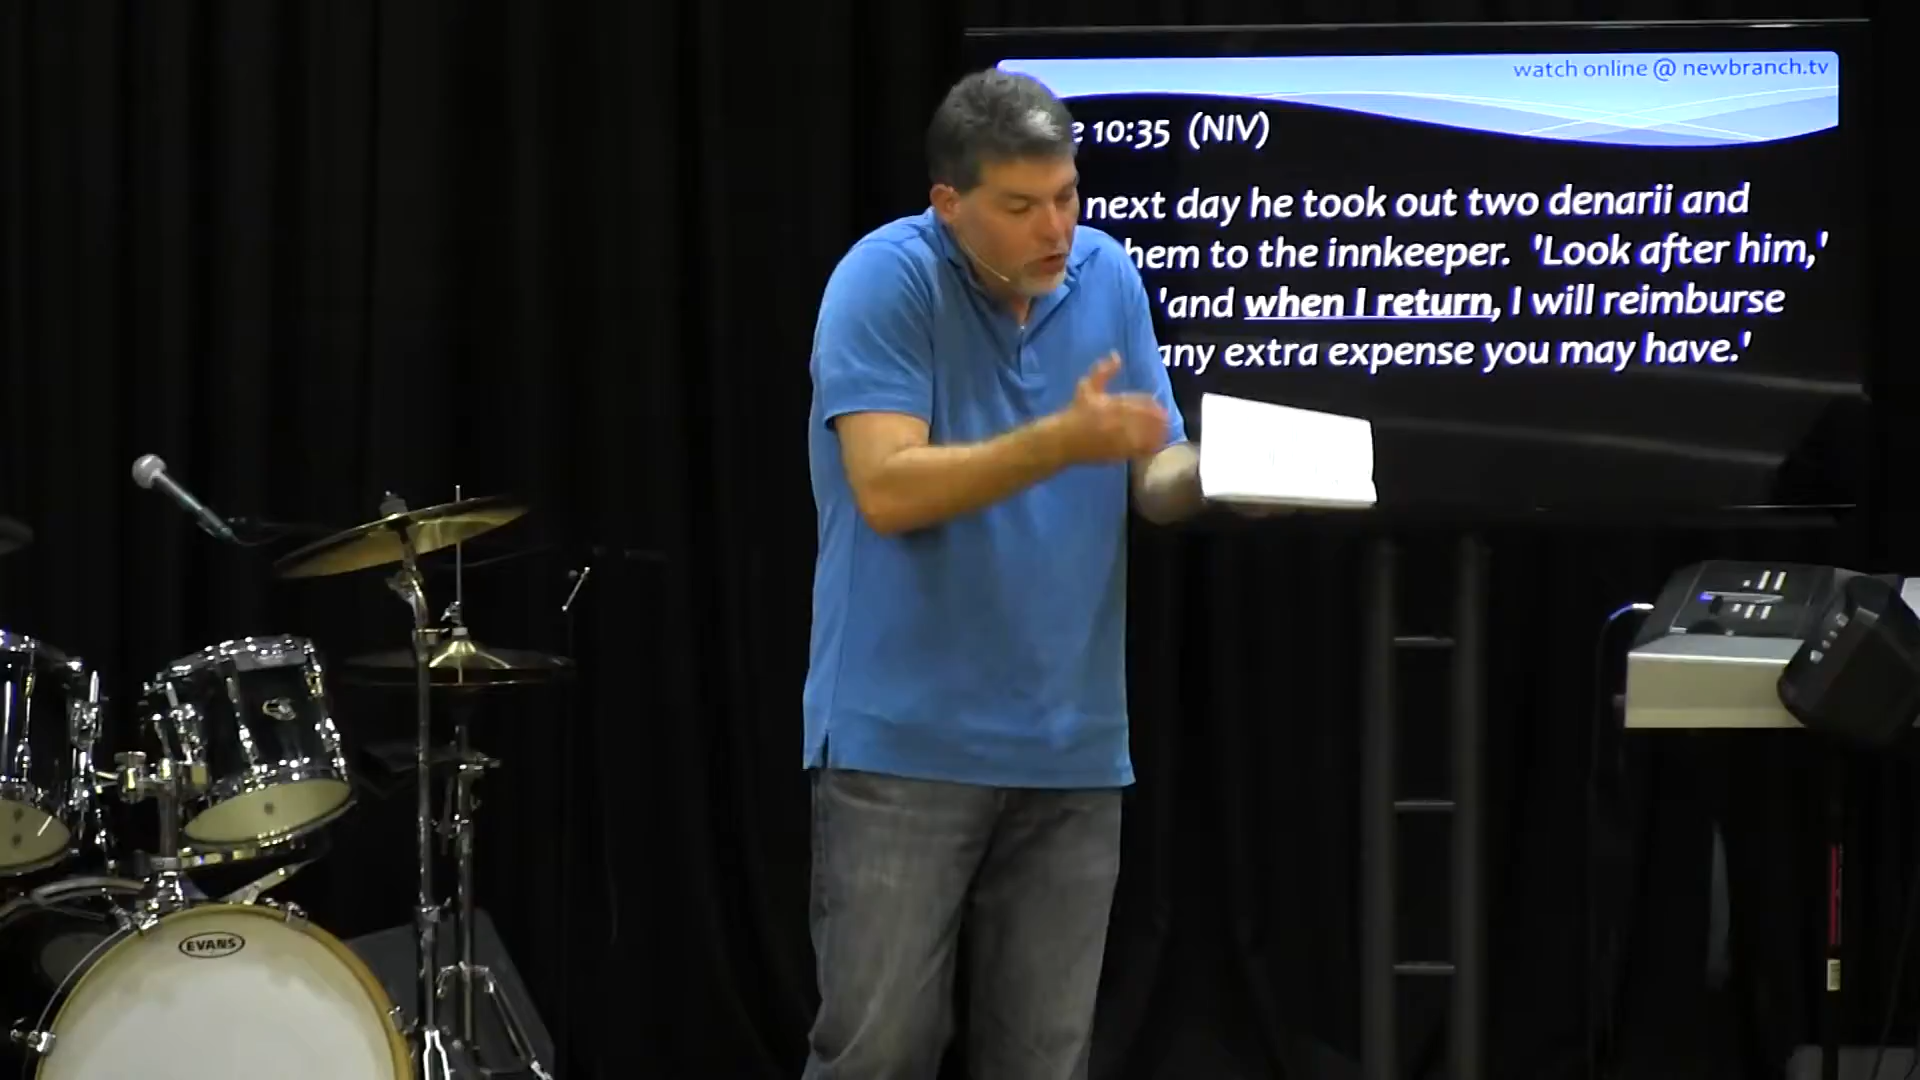 watch online @ newbranch.tv
10:35 (NIV)
next day he took out two denarii and
to the innkeeper. 'Look after him,'
'and when I return, I will reimburse
any extra expense you may have.'
EVANS